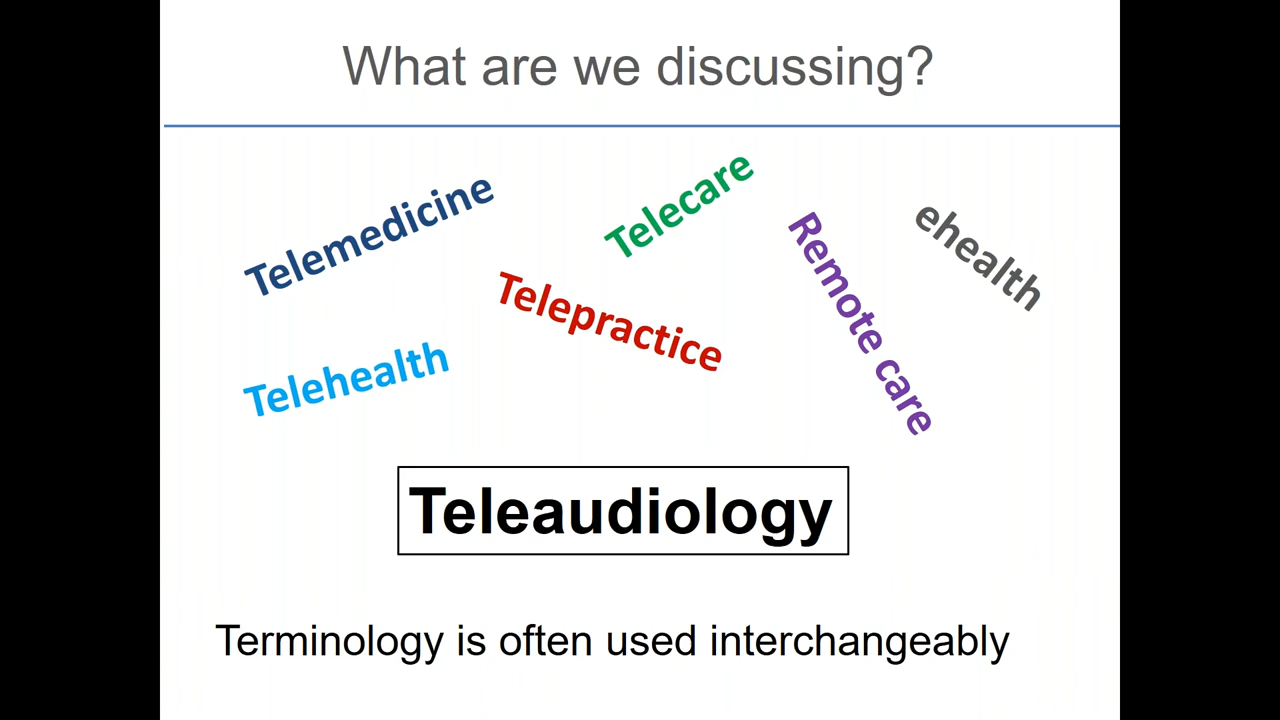 What are we discussing?
Telemedicine
Telecare
Remote care
ehealth
Telepractice
Telehealth
Teleaudiology
Terminology is often used interchangeably